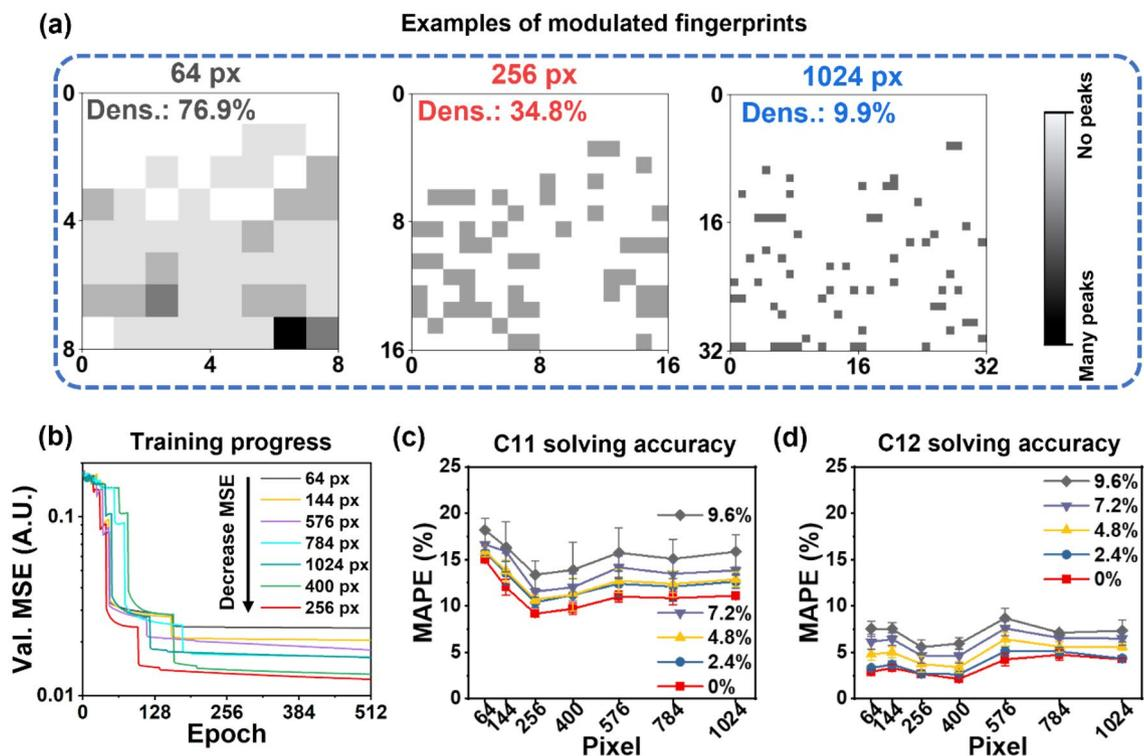 (a)
Examples of modulated fingerprints
64 px
256 px
1024 px
Dens.: 76.9%
Dens.: 34.8%
Dens.: 9.9%
0
4
8
0
4
8
0
8
16
0
8
16
0
16
32
0
16
32
No peaks
Many peaks
(b)
Training progress
Val. MSE (A.U.)
0.1
0.01
0
128
256
384
512
Epoch
Decrease MSE
64 px
144 px
576 px
784 px
1024 px
400 px
256 px
(c)
C11 solving accuracy
MAPE (%)
25
20
15
10
5
0
64
144
256
400
576
784
1024
Pixel
9.6%
7.2%
4.8%
2.4%
0%
(d)
C12 solving accuracy
MAPE (%)
25
20
15
10
5
0
64
144
256
400
576
784
1024
Pixel
9.6%
7.2%
4.8%
2.4%
0%